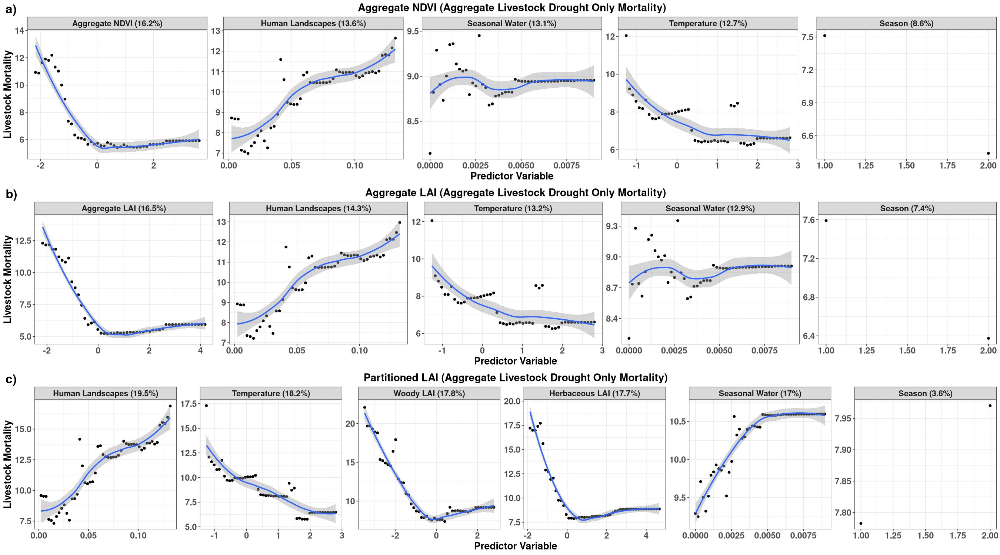 a)
Aggregate NDVI (Aggregate Livestock Drought Only Mortality)
Aggregate NDVI (16.2%)
Human Landscapes (13.6%)
Seasonal Water (13.1%)
Temperature (12.7%)
Season (8.6%)
Livestock Mortality
14
12
10
8
6
-2 0 2
13
12
11
10
9
8
7
0.00 0.05 0.10
9.5
9.0
8.5
0.0000 0.0025 0.0050 0.0075
12
10
8
6
-1 0 1 2 3
7.5
7.2
6.9
6.6
1.00 1.25 1.50 1.75 2.00
Predictor Variable
b)
Aggregate LAI (Aggregate Livestock Drought Only Mortality)
Aggregate LAI (16.5%)
Human Landscapes (14.3%)
Temperature (13.2%)
Seasonal Water (12.9%)
Season (7.4%)
Livestock Mortality
12.5
10.0
7.5
5.0
-2 0 2 4
13
12
11
10
9
8
7
0.00 0.05 0.10
12
10
8
6
-1 0 1 2 3
9.3
9.0
8.7
8.4
0.0000 0.0025 0.0050 0.0075
7.6
7.2
6.8
6.4
1.00 1.25 1.50 1.75 2.00
Predictor Variable
c)
Partitioned LAI (Aggregate Livestock Drought Only Mortality)
Human Landscapes (19.5%)
Temperature (18.2%)
Woody LAI (17.8%)
Herbaceous LAI (17.7%)
Seasonal Water (17%)
Season (3.6%)
Livestock Mortality
15.0
12.5
10.0
7.5
0.00 0.05 0.10
17.5
15.0
12.5
10.0
7.5
5.0
-1 0 1 2 3
20
15
10
-2 0 2
20.0
17.5
15.0
12.5
10.0
7.5
-2 0 2 4
10.5
10.0
9.5
0.0000 0.0025 0.0050 0.0075
7.95
7.90
7.85
7.80
1.00 1.25 1.50 1.75 2.00
Predictor Variable